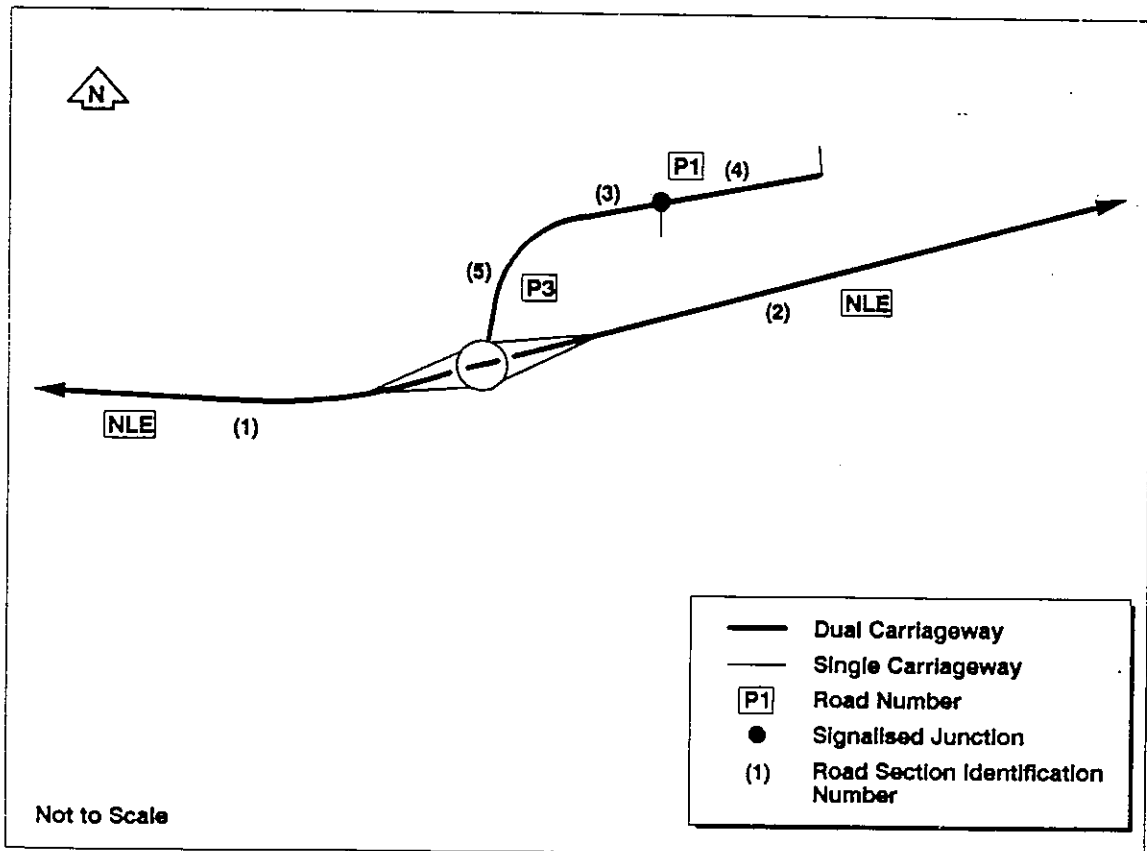 N
P1
(4)
(3)
(5)
P3
(2)
NLE
NLE
(1)
Dual Carriageway
Single Carriageway
P1 Road Number
Signalised Junction
(1) Road Section Identification
Number
Not to Scale